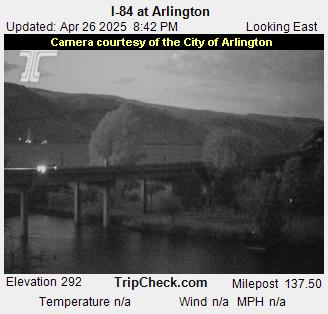 I-84 at Arlington
Updated: Apr 26 2025 8:42 PM Looking East
Camera courtesy of the City of Arlington
Elevation 292 TripCheck.com Milepost 137.50
Temperature n/a Wind n/a MPH n/a